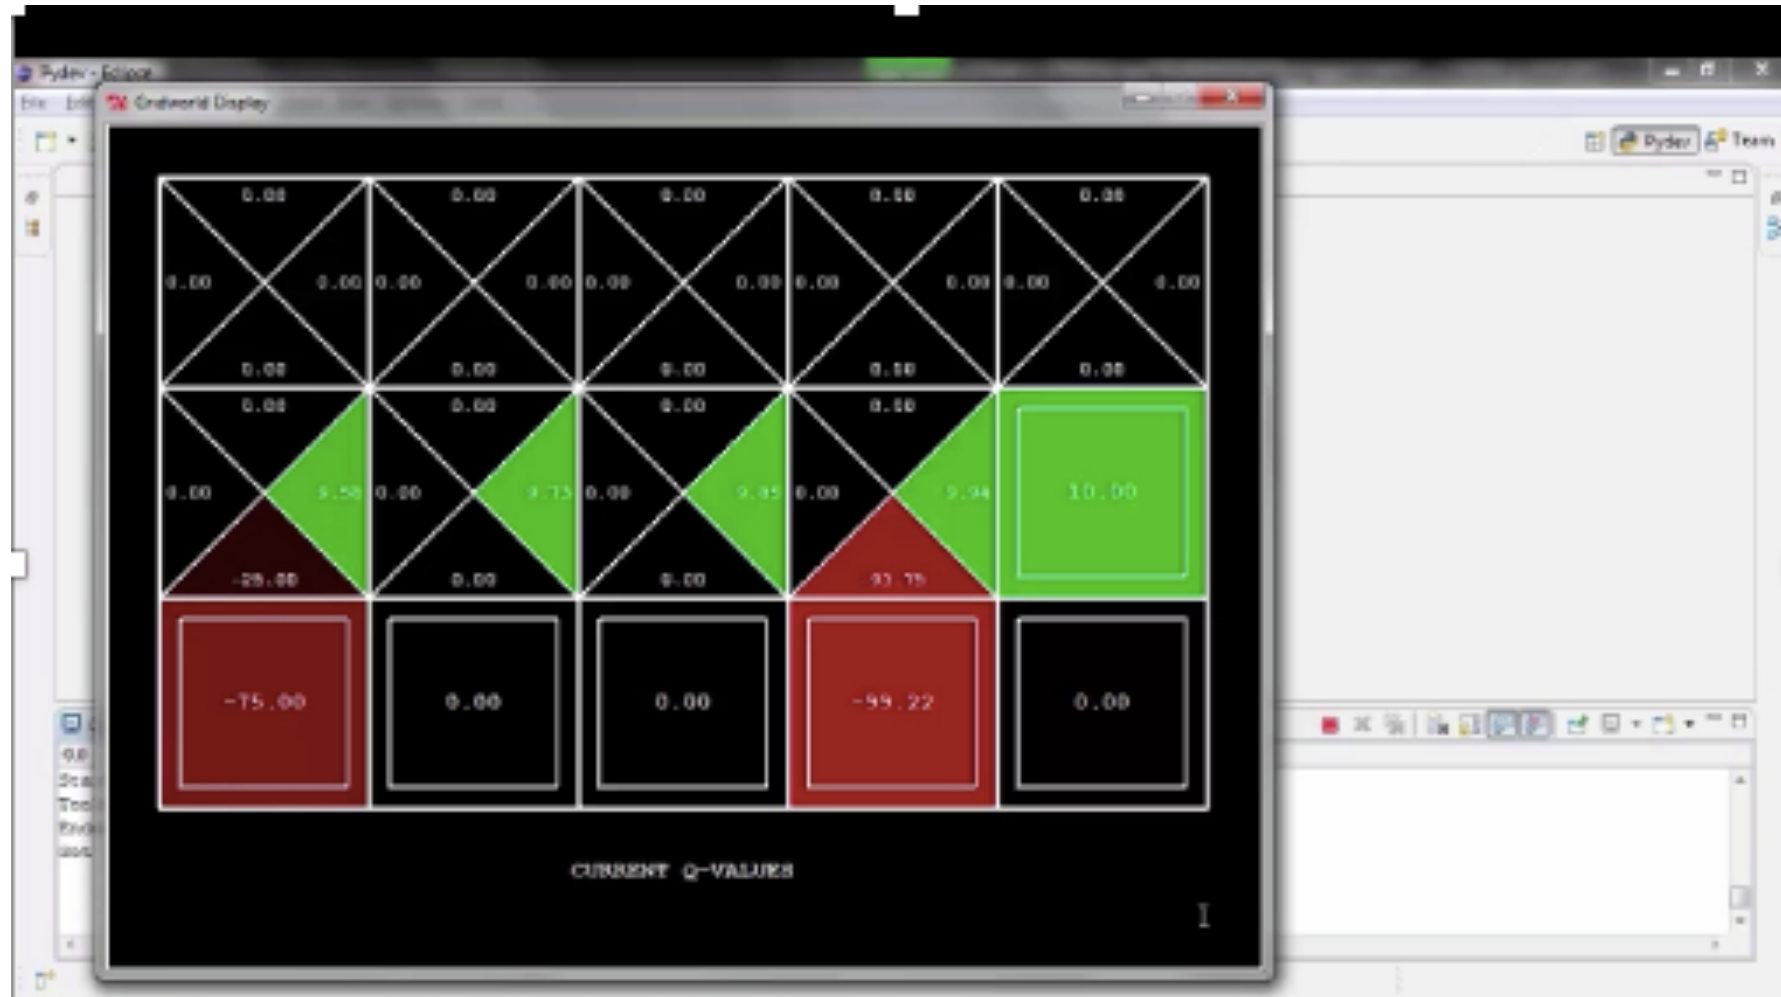 Pydev - Eclipse
File Edit
Gridworld Display
Pydev Team
0.00 0.00 0.00 0.00 0.00
0.00 0.00 0.00 0.00 0.00 0.00 0.00 0.00 0.00 0.00
0.00 0.00 0.00 0.00 0.00
0.00 0.00 0.00 0.00
0.00 9.58 0.00 9.73 0.00 9.85 0.00 9.94 10.00
0.00 0.00 -93.75
-75.00 0.00 0.00 -99.22 0.00
CURRENT Q-VALUES